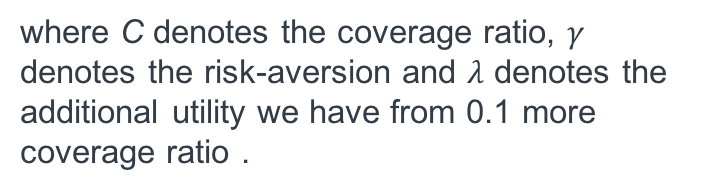 where C denotes the coverage ratio, γ
denotes the risk-aversion and λ denotes the
additional utility we have from 0.1 more
coverage ratio .